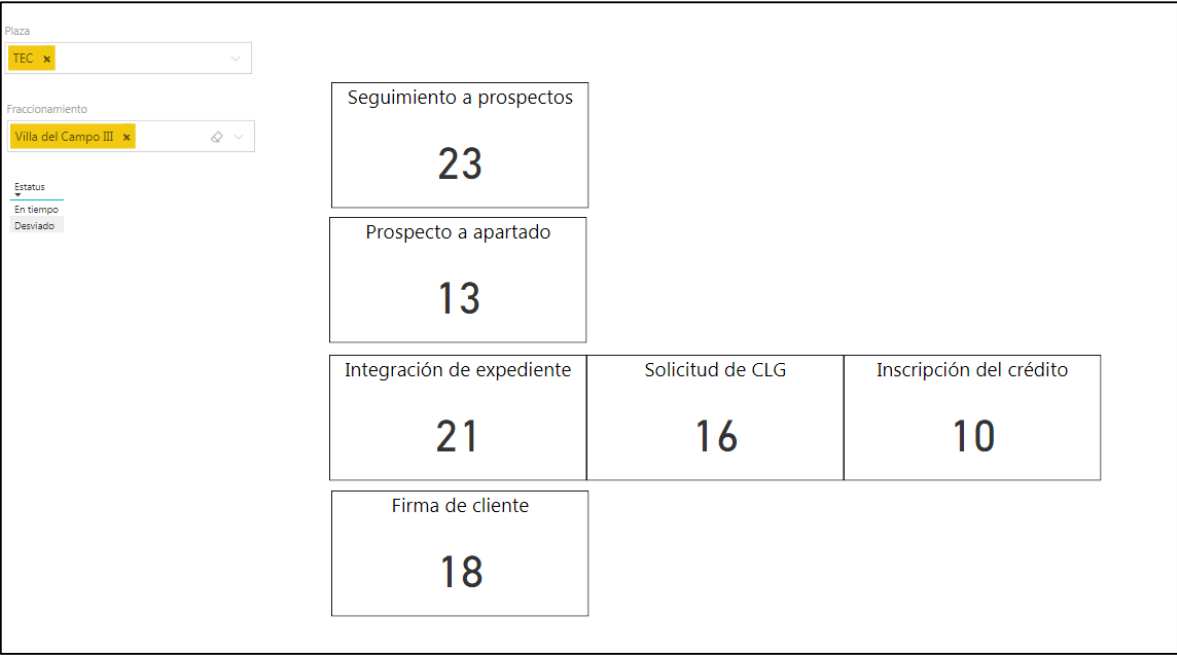 Plaza
TEC ×
Fraccionamiento
Villa del Campo III ×
Estatus
En tiempo
Desviado
Seguimiento a prospectos
23
Prospecto a apartado
13
Integración de expediente
21
Solicitud de CLG
16
Inscripción del crédito
10
Firma de cliente
18